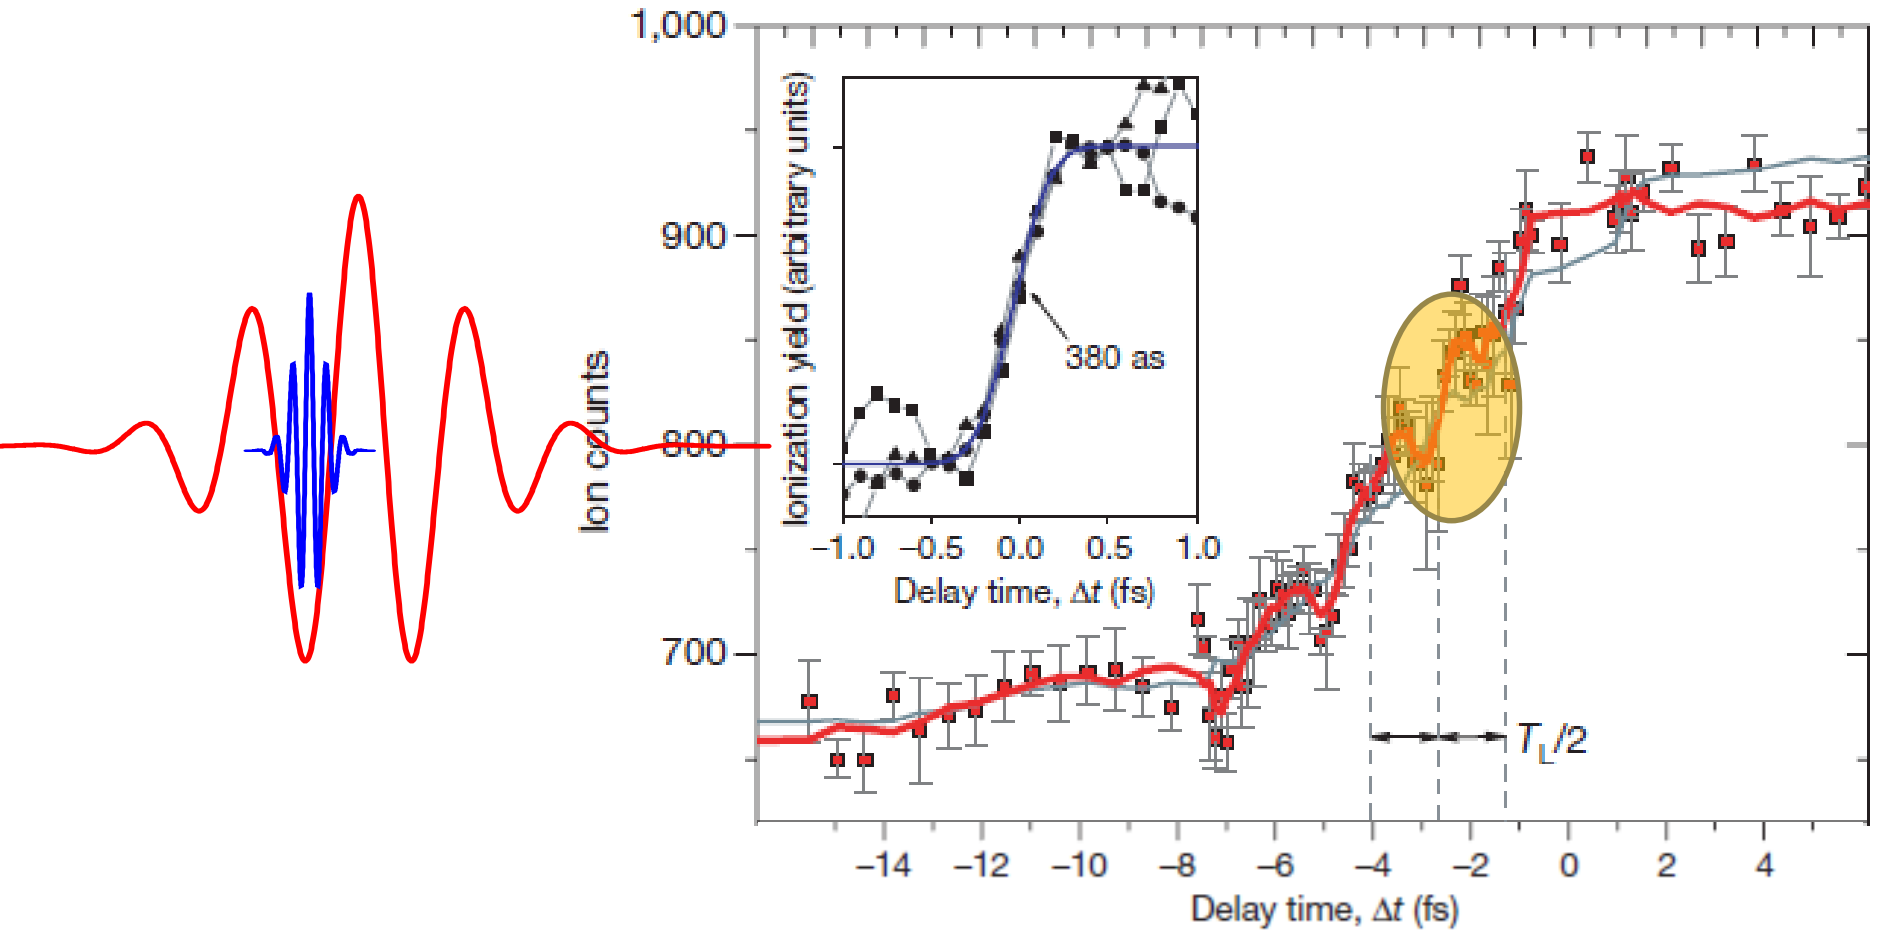 1,000
900
800
700
Ion counts
Ionization yield (arbitrary units)
380 as
−1.0 −0.5 0.0 0.5 1.0
Delay time, Δt (fs)
T_L/2
−14 −12 −10 −8 −6 −4 −2 0 2 4
Delay time, Δt (fs)